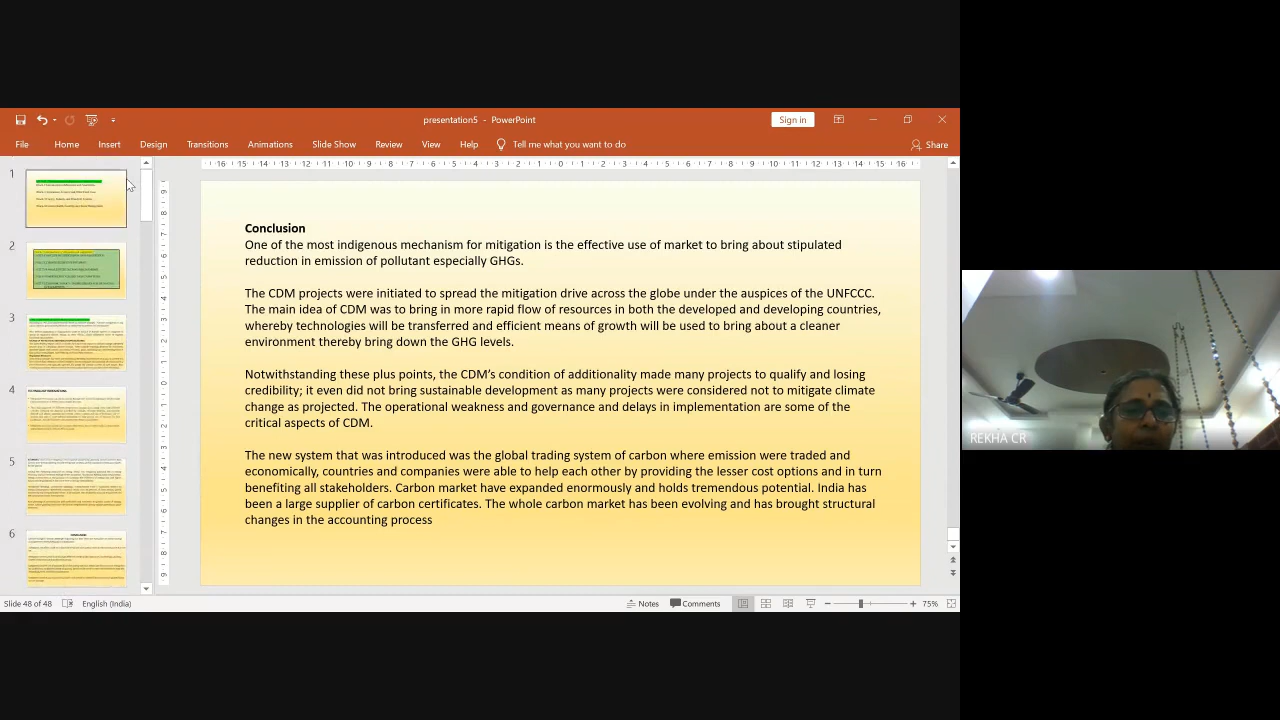 presentation5 - PowerPoint
Sign in
File Home Insert Design Transitions Animations Slide Show Review View Help Tell me what you want to do Share
1
2
3
4
5
6
Conclusion
One of the most indigenous mechanism for mitigation is the effective use of market to bring about stipulated
reduction in emission of pollutant especially GHGs.
The CDM projects were initiated to spread the mitigation drive across the globe under the auspices of the UNFCCC.
The main idea of CDM was to bring in more rapid flow of resources in both the developed and developing countries,
whereby technologies will be transferred and cleaner means of growth will be used to bring about a cleaner
environment thereby bring down the GHG levels.
Notwithstanding these plus points, the CDM's condition of additionality made many projects to qualify and losing
credibility. It even did not bring sustainable development as many projects were considered not to mitigate climate
change as projected. The operational weakness and governance and delays in implementation are some of the
critical aspects of CDM.
The new system that was introduced was the global trading system of carbon where emissions are traded and
economically, countries and companies were able to help each other by providing the lesser emissions and in turn
benefiting all stakeholders. Carbon markets have expanded enormously and holds tremendous scope. India has
been a large supplier of carbon certificates. The whole carbon market has been evolving and has brought structural
changes in the accounting process
REKHA CR
Slide 48 of 48 English (India) Notes Comments 75%